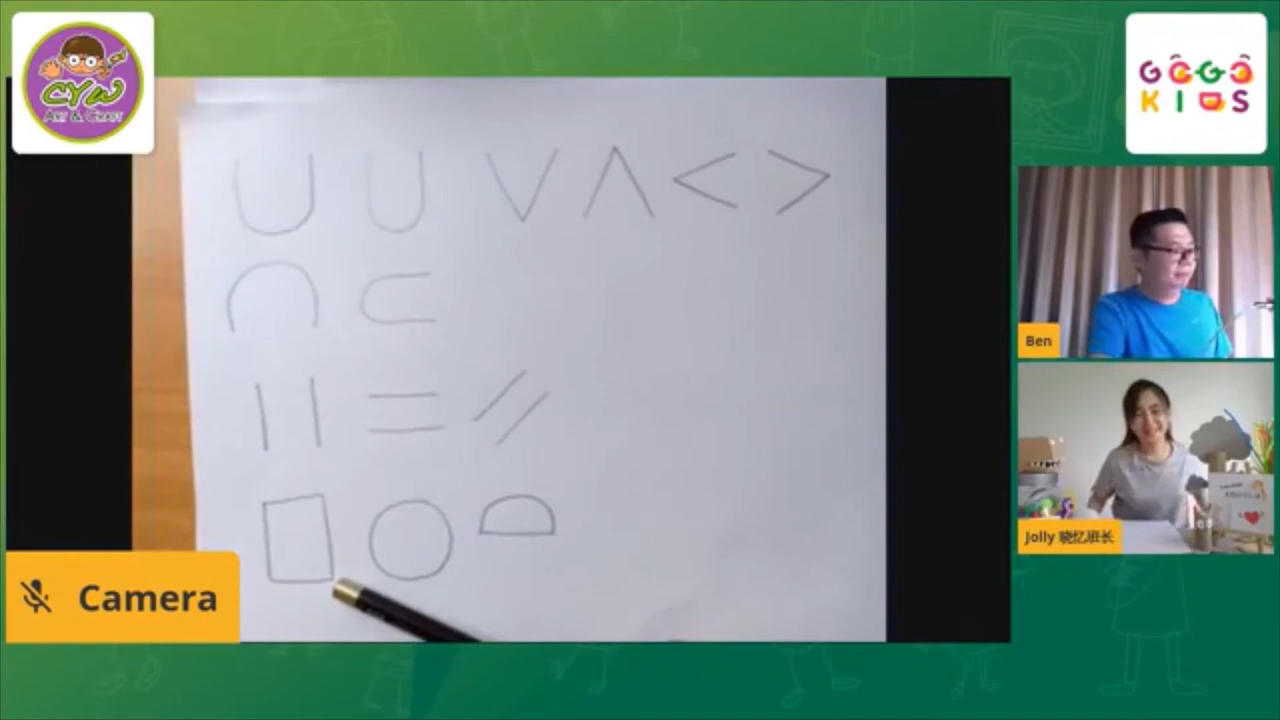 CYW
ART & CRAFT
GOGO
KIDS
U U V Λ < >
∩ ⊂
| | = //
Ben
Jolly 晓忆班长
Camera